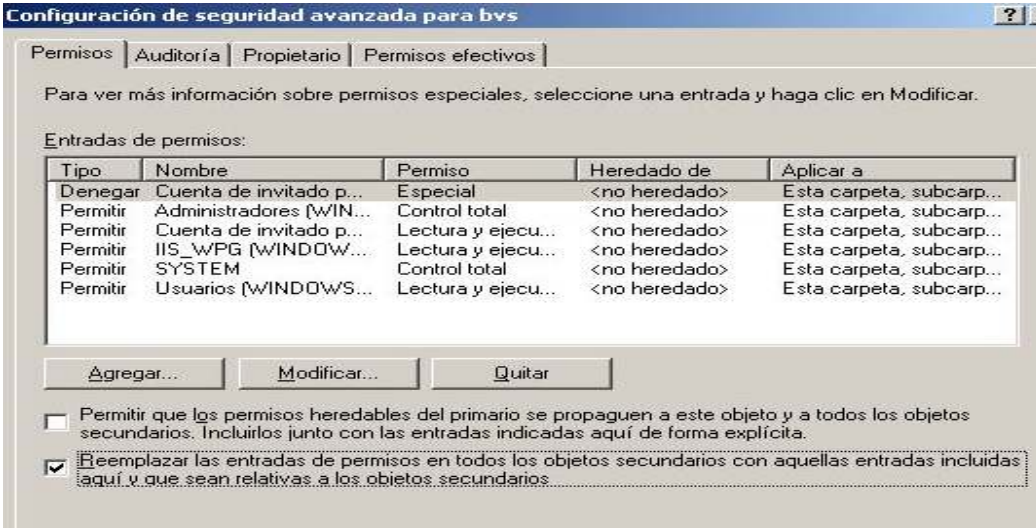 Configuración de seguridad avanzada para bvs
Permisos Auditoría Propietario Permisos efectivos
Para ver más información sobre permisos especiales, seleccione una entrada y haga clic en Modificar.
Entradas de permisos:
Tipo Nombre Permiso Heredado de Aplicar a
Denegar Cuenta de invitado p... Especial <no heredado> Esta carpeta, subcarp...
Permitir Administradores (WIN... Control total <no heredado> Esta carpeta, subcarp...
Permitir Cuenta de invitado p... Lectura y ejecu... <no heredado> Esta carpeta, subcarp...
Permitir IIS_WPG (WINDOW... Lectura y ejecu... <no heredado> Esta carpeta, subcarp...
Permitir SYSTEM Control total <no heredado> Esta carpeta, subcarp...
Permitir Usuarios (WINDOWS... Lectura y ejecu... <no heredado> Esta carpeta, subcarp...
Agregar... Modificar... Quitar
Permitir que los permisos heredables del primario se propaguen a este objeto y a todos los objetos
secundarios. Incluirlos junto con las entradas indicadas aquí de forma explícita.
Reemplazar las entradas de permisos en todos los objetos secundarios con aquellas entradas incluidas
aquí y que sean relativas a los objetos secundarios